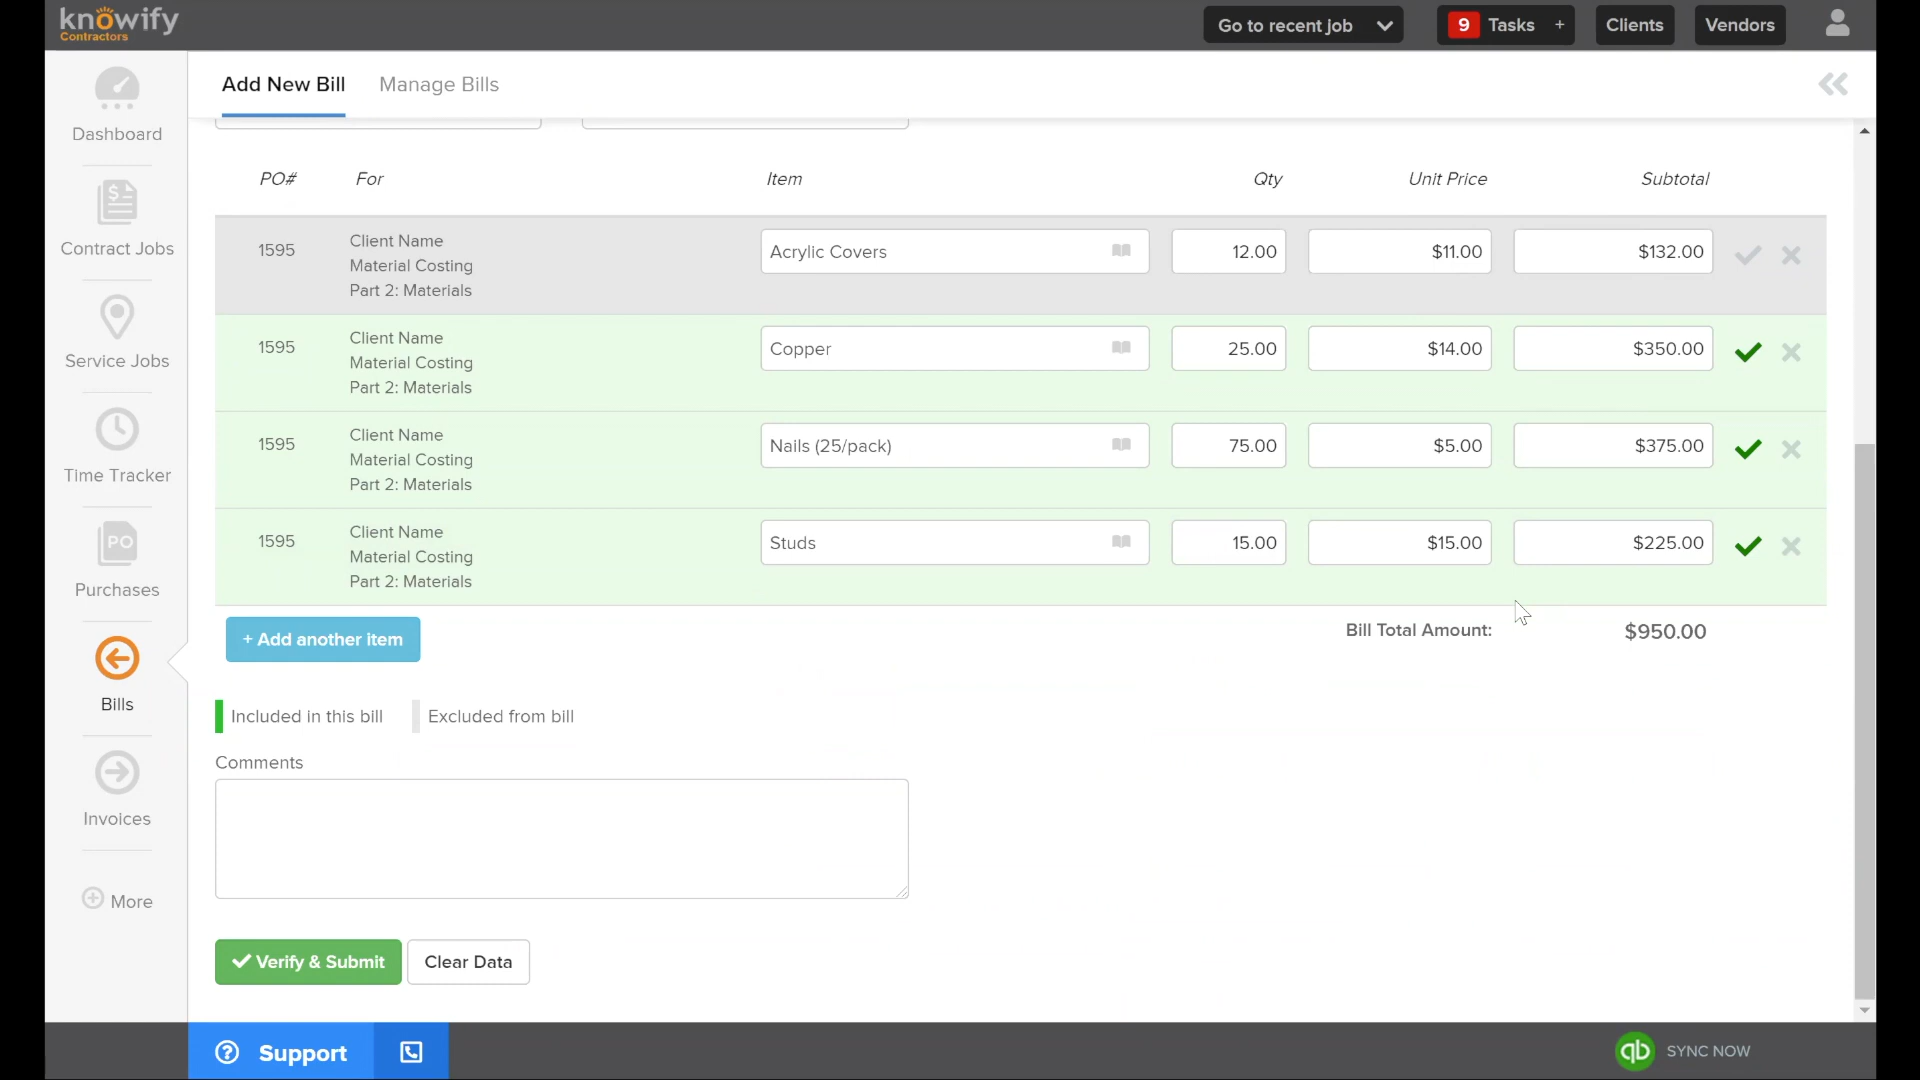 knowify
Contractors
Go to recent job
9 Tasks +
Clients
Vendors
Add New Bill
Manage Bills
Dashboard
Contract Jobs
Service Jobs
Time Tracker
PO
Purchases
Bills
Invoices
More
PO# For Item Qty Unit Price Subtotal
1595 Client Name Acrylic Covers 12.00 $11.00 $132.00
Material Costing
Part 2: Materials
1595 Client Name Copper 25.00 $14.00 $350.00
Material Costing
Part 2: Materials
1595 Client Name Nails (25/pack) 75.00 $5.00 $375.00
Material Costing
Part 2: Materials
1595 Client Name Studs 15.00 $15.00 $225.00
Material Costing
Part 2: Materials
+ Add another item
Bill Total Amount: $950.00
Included in this bill
Excluded from bill
Comments
Verify & Submit
Clear Data
? Support
qb SYNC NOW